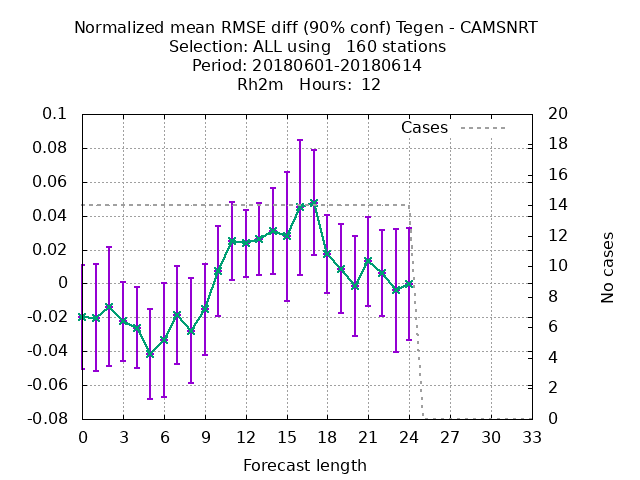 Normalized mean RMSE diff (90% conf) Tegen - CAMSNRT
Selection: ALL using   160 stations
Period: 20180601-20180614
Rh2m   Hours:  12
Cases
0.1
0.08
0.06
0.04
0.02
0
-0.02
-0.04
-0.06
-0.08
20
18
16
14
12
10
8
6
4
2
0
No cases
0 3 6 9 12 15 18 21 24 27 30 33
Forecast length